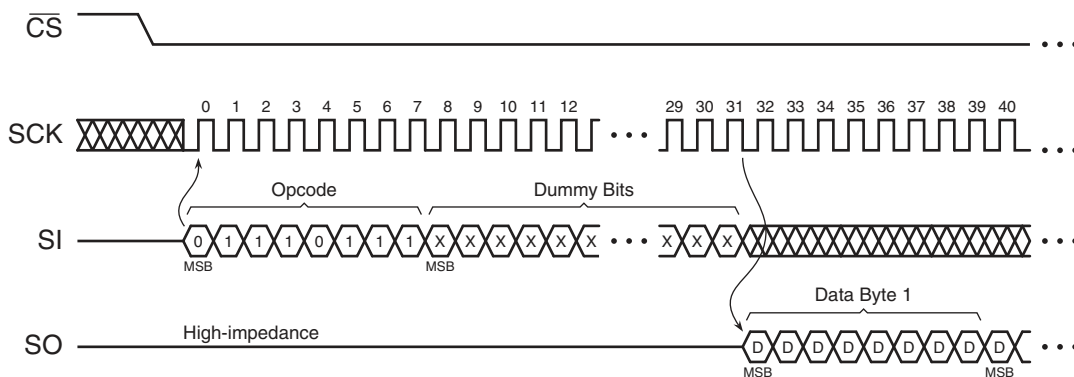 CS
0 1 2 3 4 5 6 7 8 9 10 11 12 29 30 31 32 33 34 35 36 37 38 39 40
SCK
Opcode Dummy Bits
SI 0 1 1 1 0 1 1 1 X X X X X X X X X
MSB MSB
Data Byte 1
High-impedance
SO D D D D D D D D D
MSB MSB